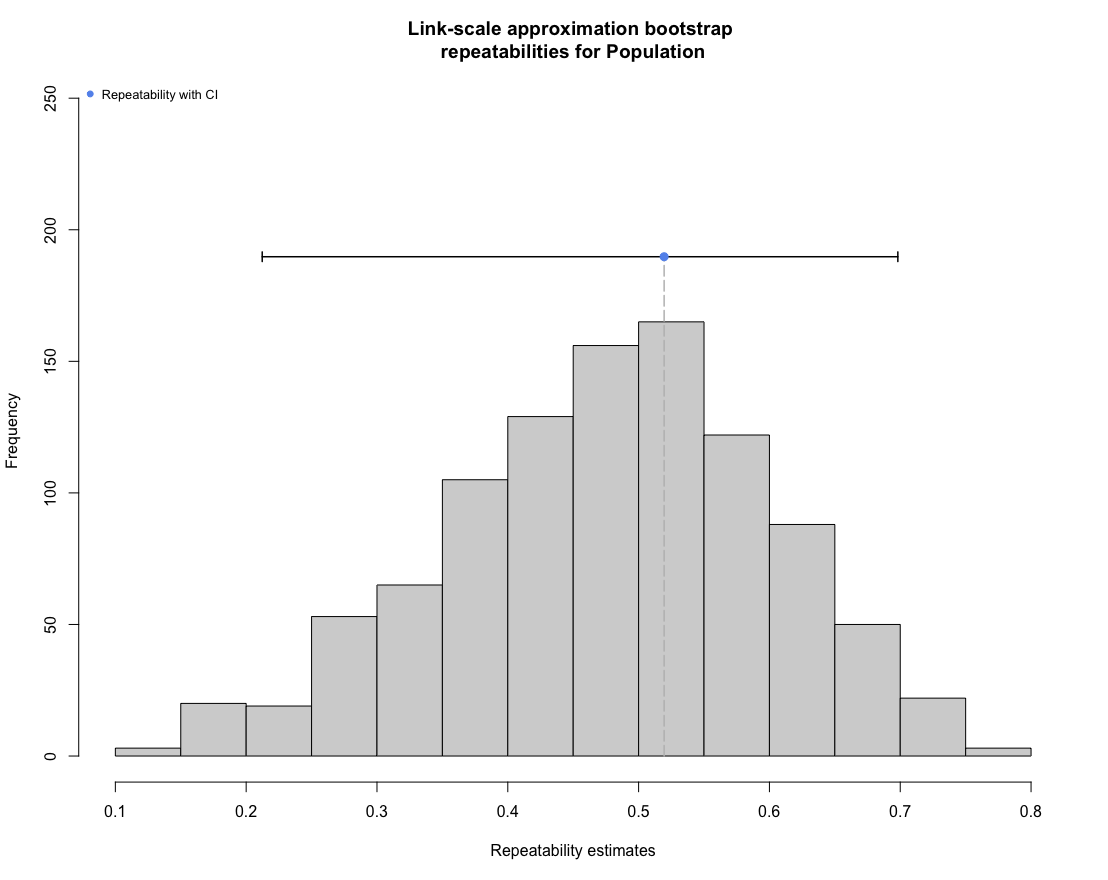 Link-scale approximation bootstrap
repeatabilities for Population
Repeatability with CI
250
200
150
100
50
0
Frequency
0.1 0.2 0.3 0.4 0.5 0.6 0.7 0.8
Repeatability estimates